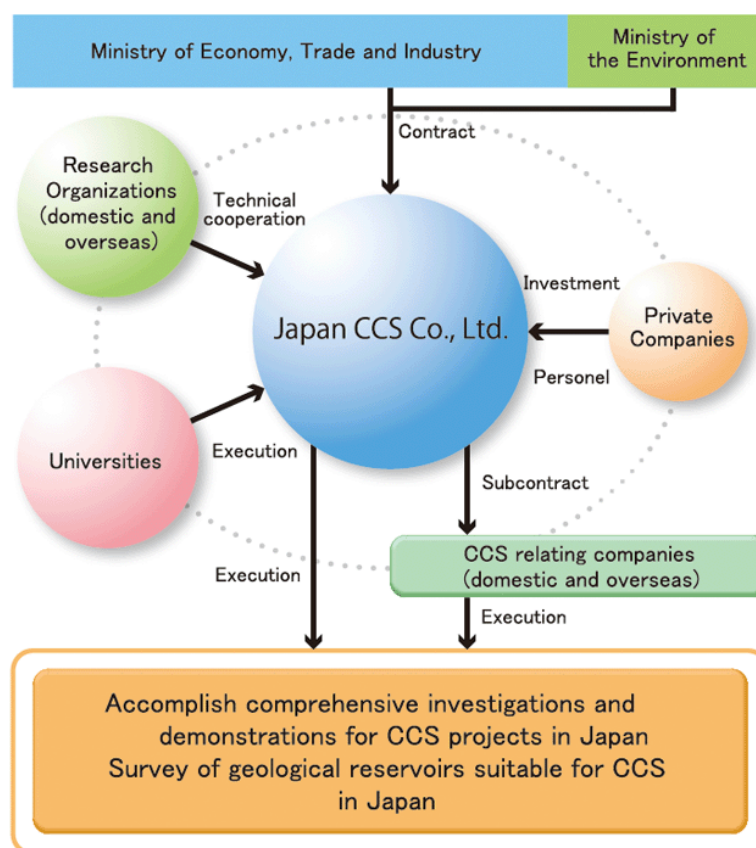 Ministry of Economy, Trade and Industry
Ministry of
the Environment
Contract
Research
Organizations
(domestic and
overseas)
Technical
cooperation
Japan CCS Co., Ltd.
Investment
Personel
Private
Companies
Universities
Execution
Subcontract
CCS relating companies
(domestic and overseas)
Execution
Execution
Accomplish comprehensive investigations and
demonstrations for CCS projects in Japan
Survey of geological reservoirs suitable for CCS
in Japan